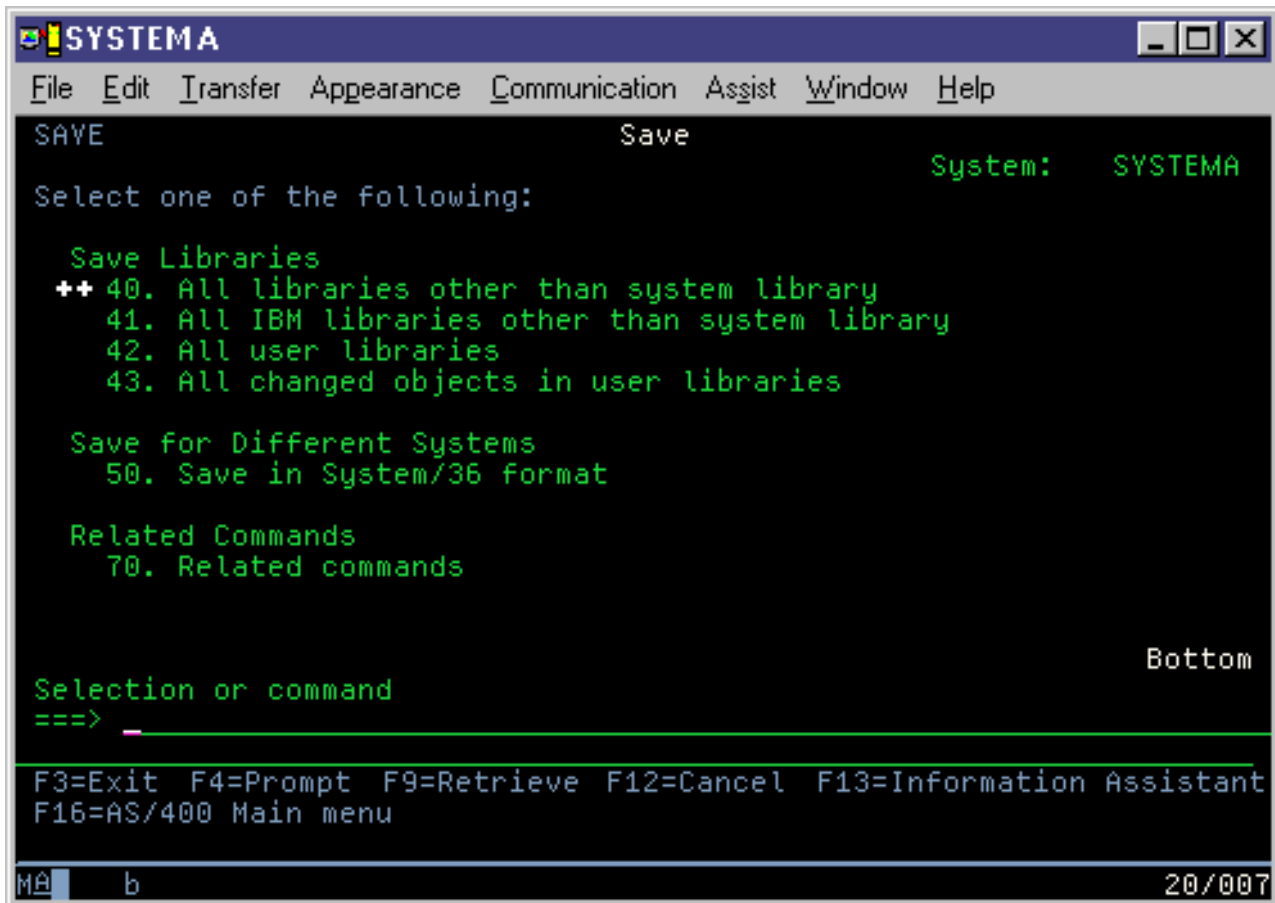 SYSTEMA
File Edit Transfer Appearance Communication Assist Window Help
SAVE Save
System: SYSTEMA
Select one of the following:
Save Libraries
++ 40. All libraries other than system library
41. All IBM libraries other than system library
42. All user libraries
43. All changed objects in user libraries
Save for Different Systems
50. Save in System/36 format
Related Commands
70. Related commands
Bottom
Selection or command
===> _
F3=Exit F4=Prompt F9=Retrieve F12=Cancel F13=Information Assistant
F16=AS/400 Main menu
MA b 20/007